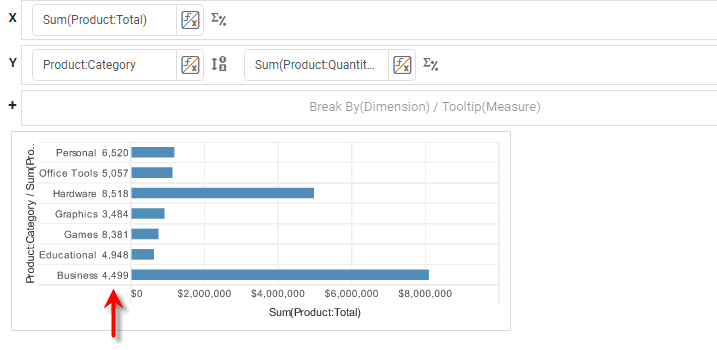 X Sum(Product:Total)
Y Product:Category Sum(Product:Quantit...
+ Break By(Dimension) / Tooltip(Measure)
Product:Category / Sum(Pro..
Personal 6,520
Office Tools 5,057
Hardware 8,518
Graphics 3,484
Games 8,381
Educational 4,948
Business 4,499
$0 $2,000,000 $4,000,000 $6,000,000 $8,000,000
Sum(Product:Total)